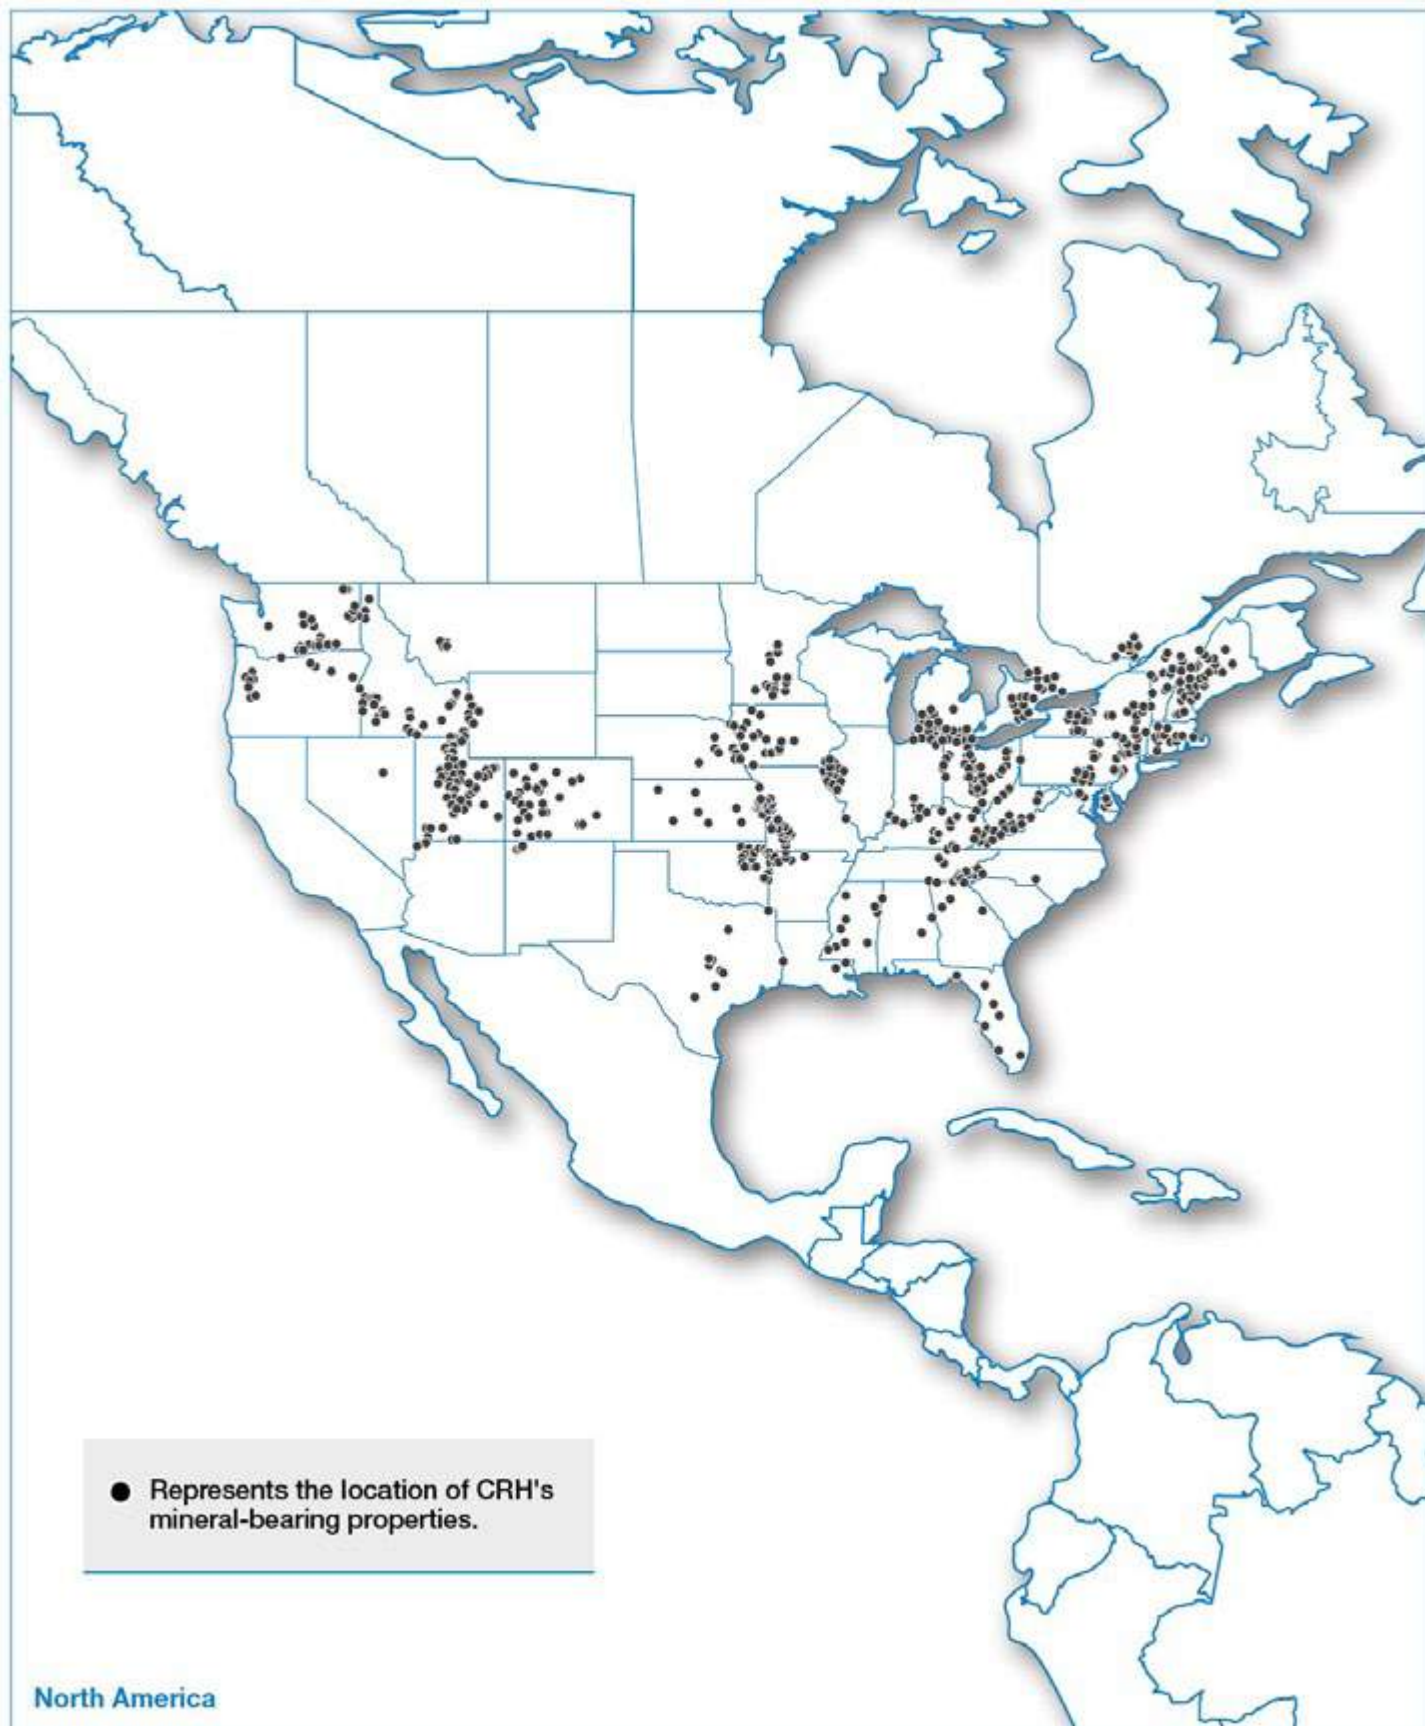 Represents the location of CRH's
mineral-bearing properties.
North America